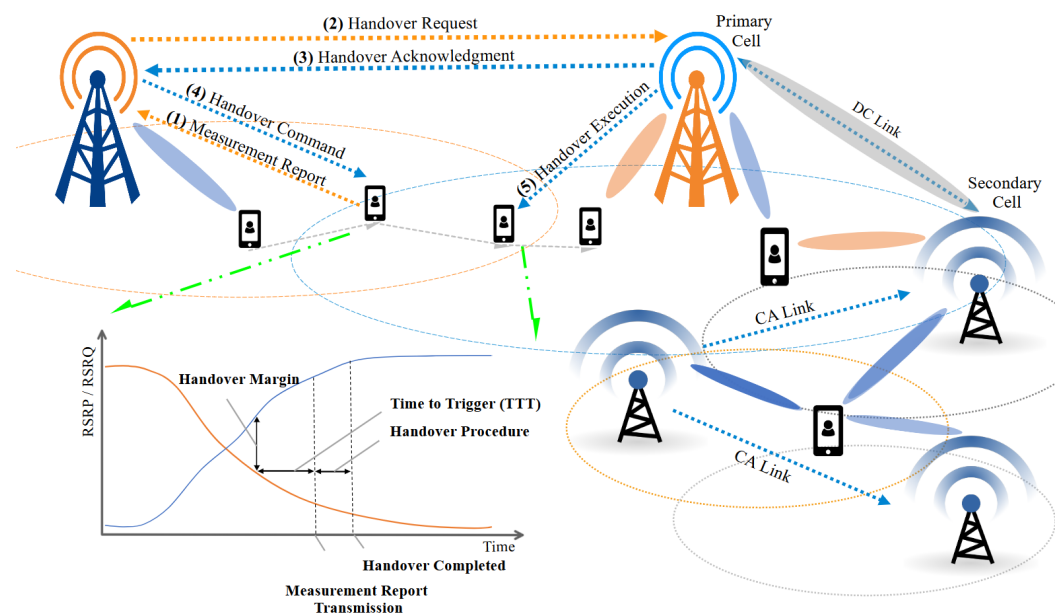 (2) Handover Request
Primary
Cell
(3) Handover Acknowledgment
(4) Handover Command
(1) Measurement Report
(5) Handover Execution
DC Link
Secondary
Cell
CA Link
CA Link
RSRP / RSRQ
Handover Margin
Time to Trigger (TTT)
Handover Procedure
Time
Handover Completed
Measurement Report
Transmission